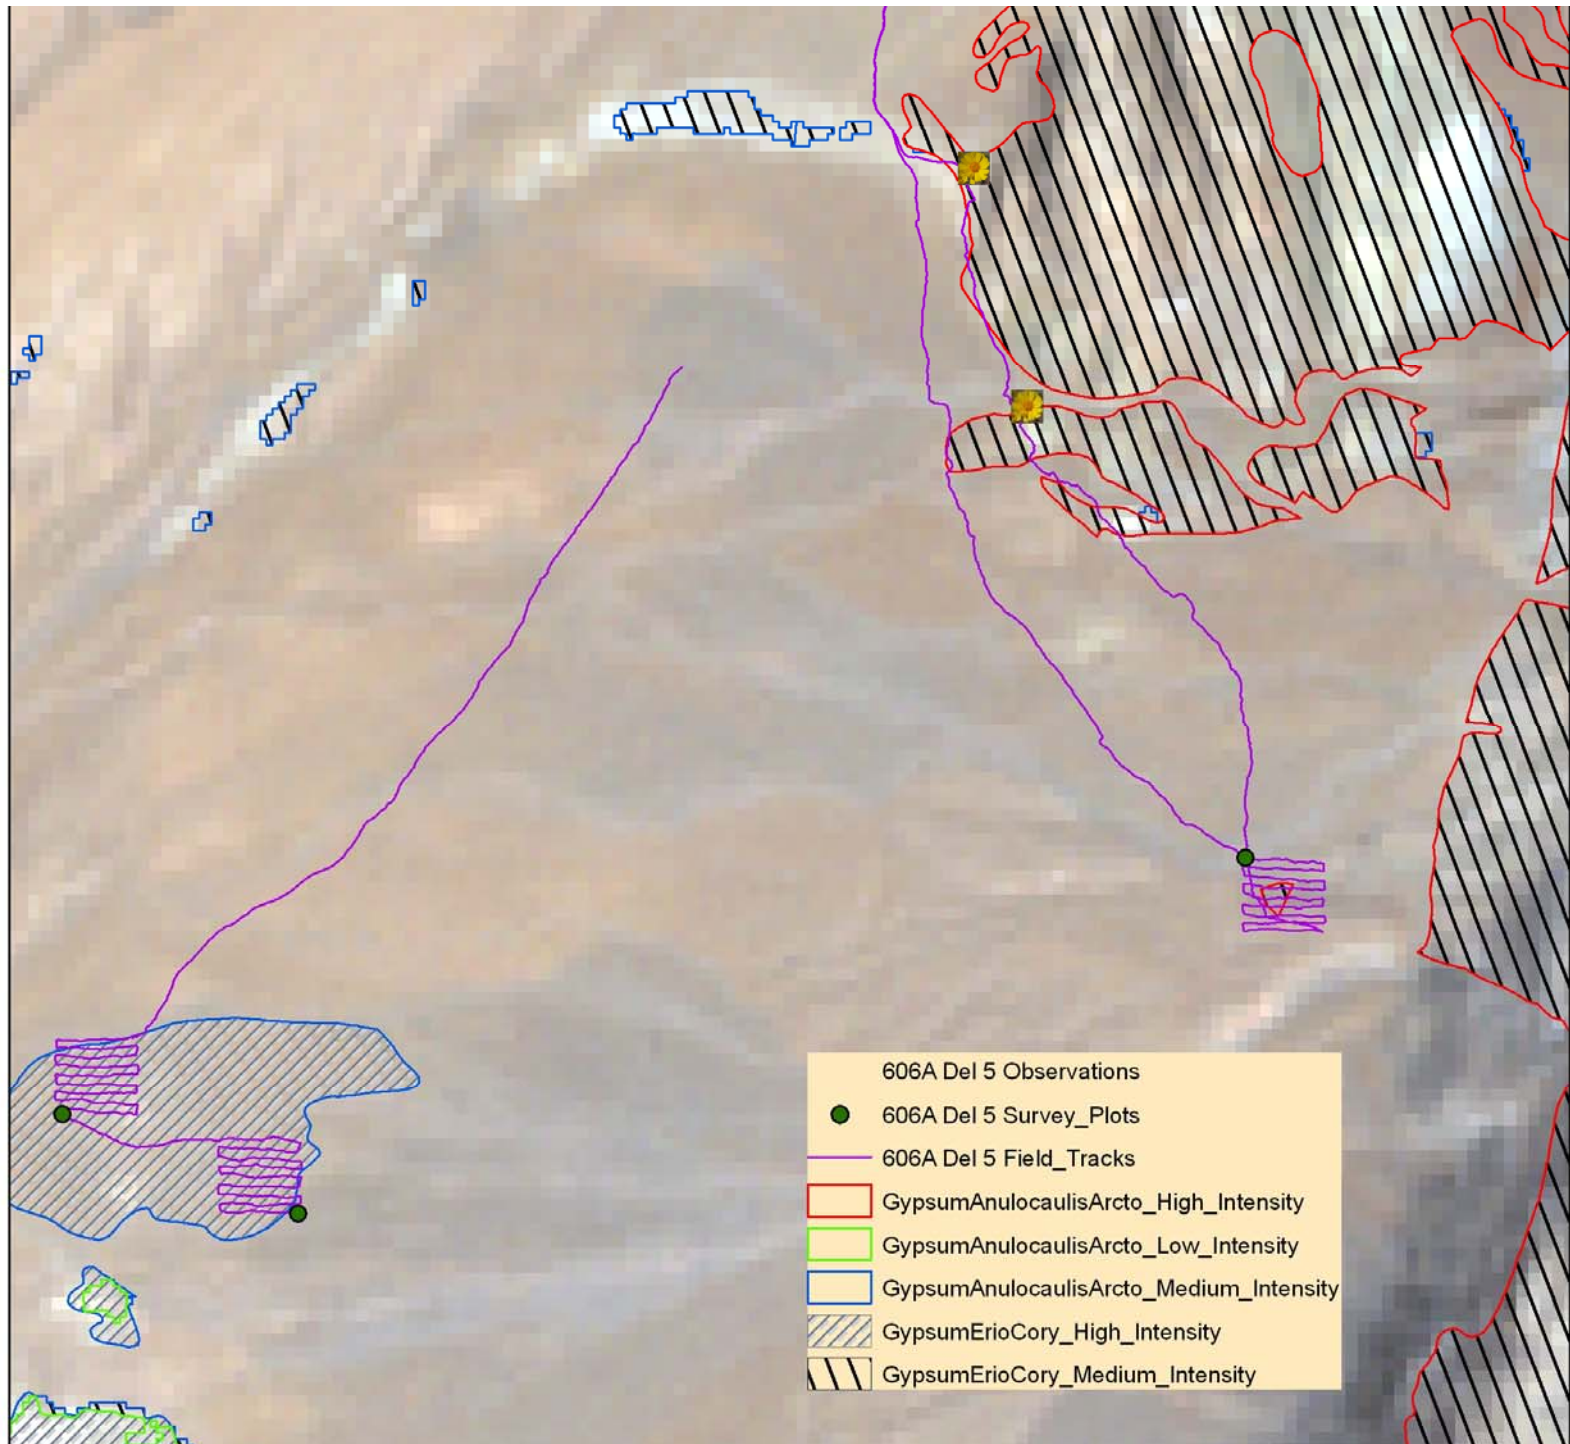 606A Del 5 Observations
606A Del 5 Survey_Plots
606A Del 5 Field_Tracks
GypsumAnulocaulisArcto_High_Intensity
GypsumAnulocaulisArcto_Low_Intensity
GypsumAnulocaulisArcto_Medium_Intensity
GypsumErioCory_High_Intensity
GypsumErioCory_Medium_Intensity